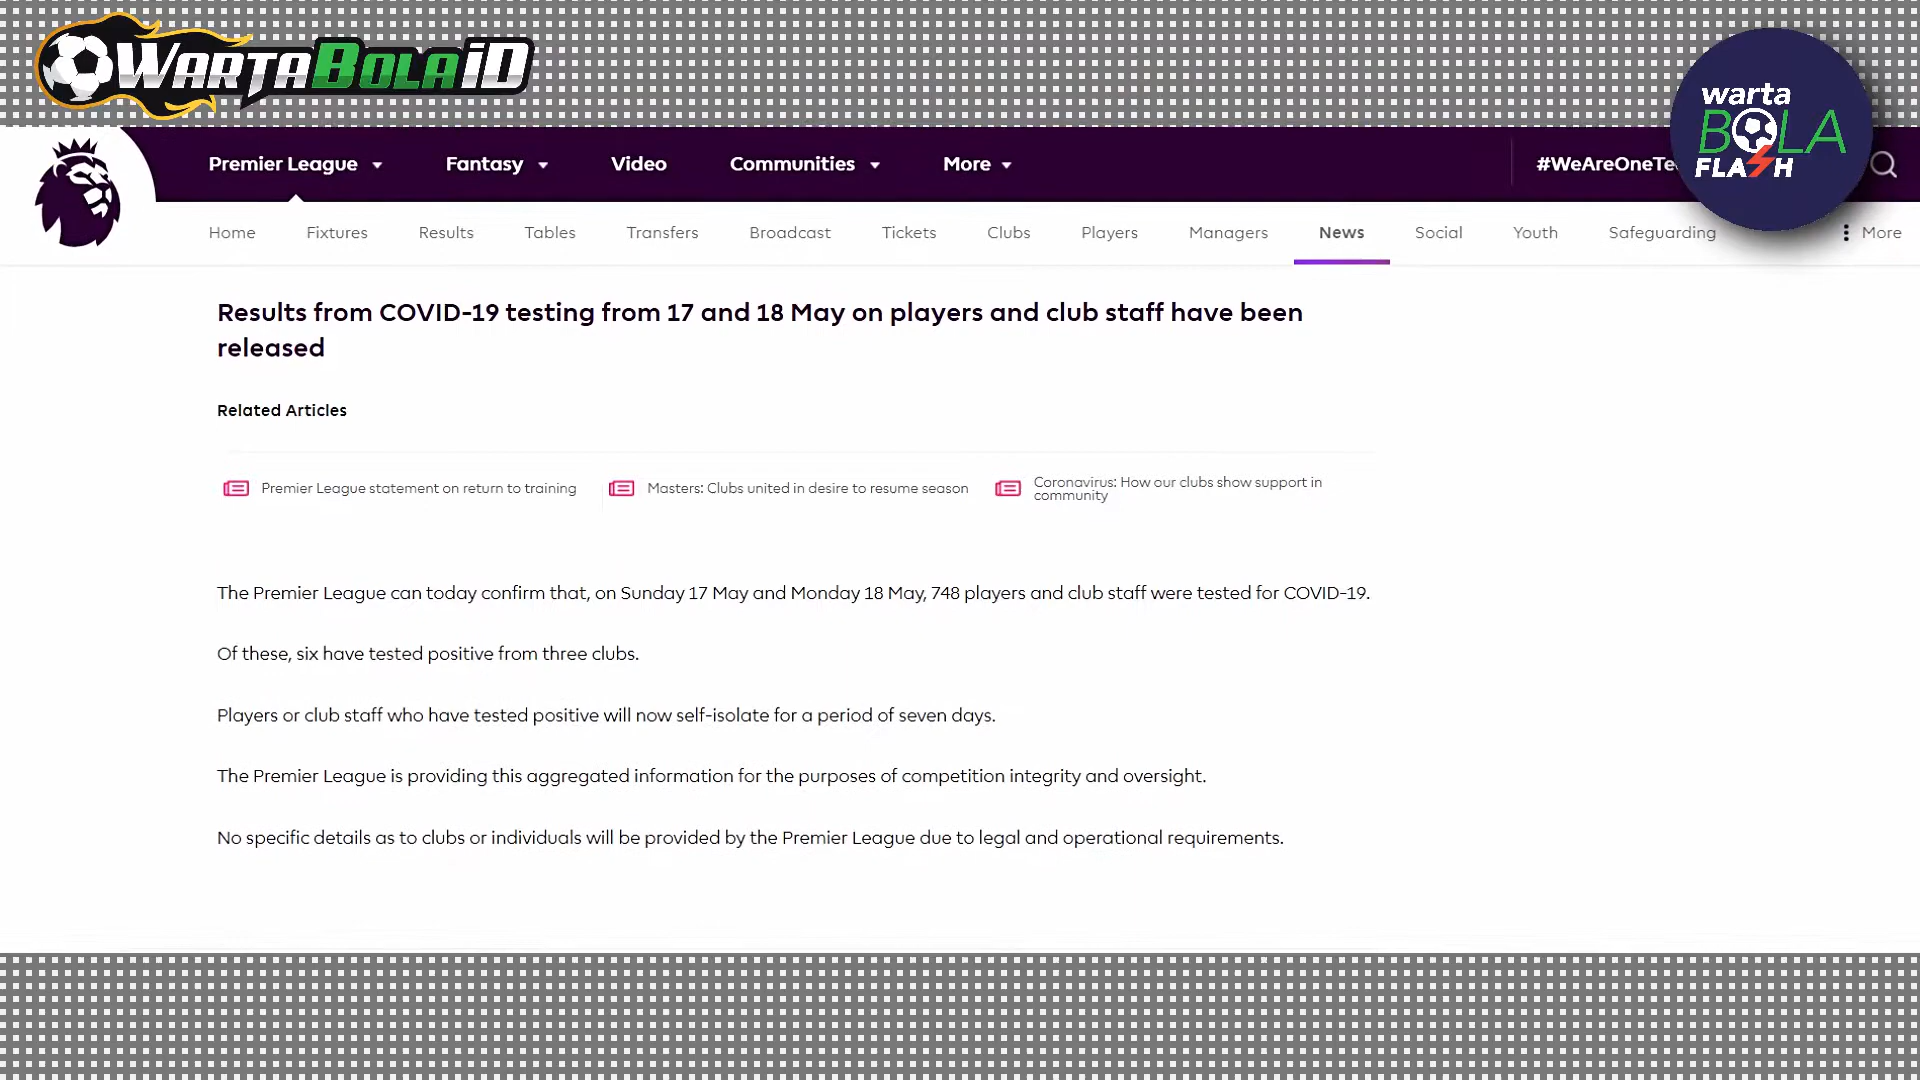 WARTABOLAID
warta
BOLA
FLASH
Premier League
Fantasy
Video
Communities
More
Home
Fixtures
Results
Tables
Transfers
Broadcast
Tickets
Clubs
Players
Managers
News
Social
Youth
Safeguarding
More
Results from COVID-19 testing from 17 and 18 May on players and club staff have been
released
Related Articles
Premier League statement on return to training
Masters: Clubs united in desire to resume season
Coronavirus: How our clubs show support in
community
The Premier League can today confirm that, on Sunday 17 May and Monday 18 May, 748 players and club staff were tested for COVID-19.
Of these, six have tested positive from three clubs.
Players or club staff who have tested positive will now self-isolate for a period of seven days.
The Premier League is providing this aggregated information for the purposes of competition integrity and oversight.
No specific details as to clubs or individuals will be provided by the Premier League due to legal and operational requirements.